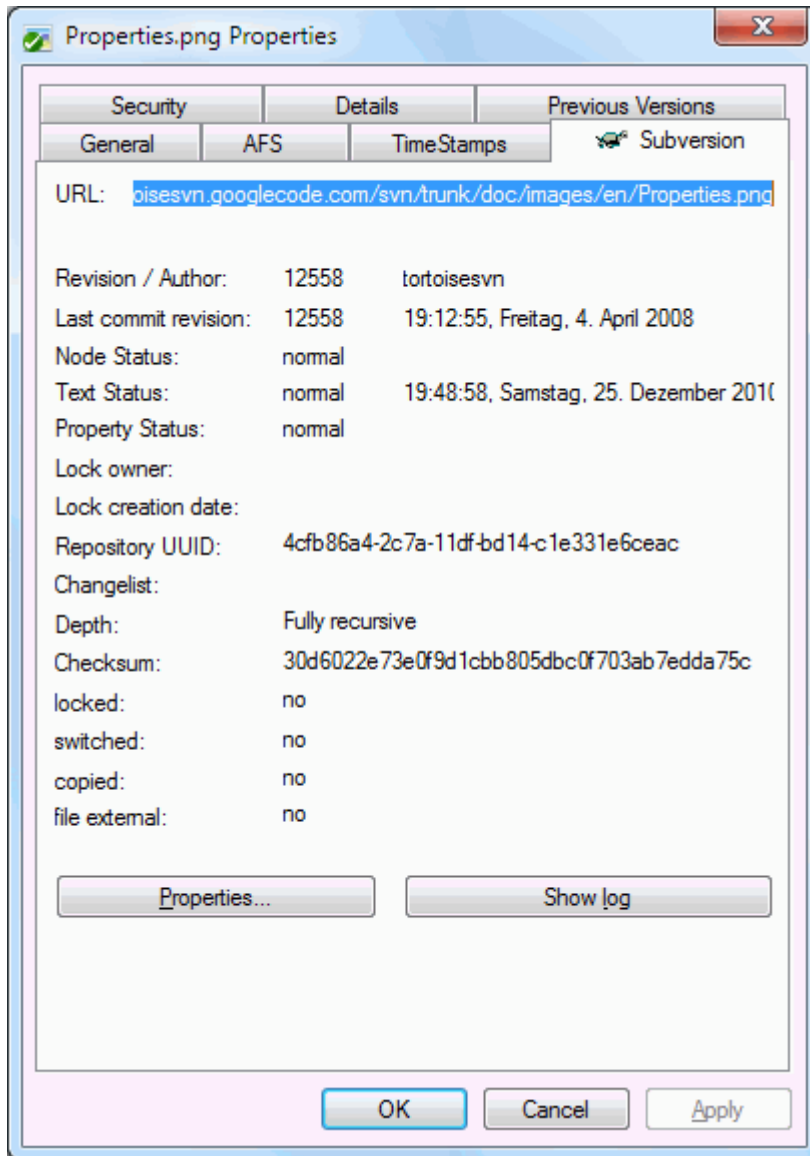 Properties.png Properties
Security Details Previous Versions
General AFS TimeStamps Subversion
URL: oisesvn.googlecode.com/svn/trunk/doc/images/en/Properties.png
Revision / Author: 12558 tortoisesvn
Last commit revision: 12558 19:12:55, Freitag, 4. April 2008
Node Status: normal
Text Status: normal 19:48:58, Samstag, 25. Dezember 2010
Property Status: normal
Lock owner:
Lock creation date:
Repository UUID: 4cfb86a4-2c7a-11df-bd14-c1e331e6ceac
Changelist:
Depth: Fully recursive
Checksum: 30d6022e73e0f9d1cbb805dbc0f703ab7edda75c
locked: no
switched: no
copied: no
file external: no
Properties... Show log
OK Cancel Apply